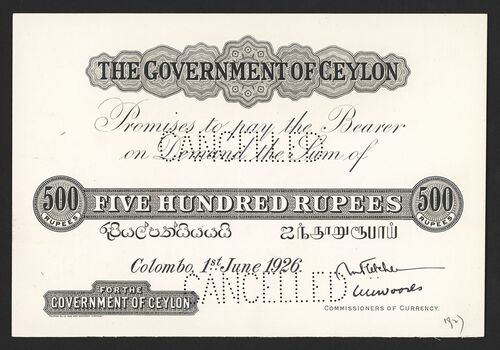 THE GOVERNMENT OF CEYLON
Promises to pay the Bearer
on Demand the Sum of
CANCELLED
500 RUPEES FIVE HUNDRED RUPEES 500 RUPEES
රුපියල් පන්සියයයි ஐந்நூறு ரூபாய்
Colombo, 1st June 1926.
CANCELLED
FOR THE
GOVERNMENT OF CEYLON
COMMISSIONERS OF CURRENCY.